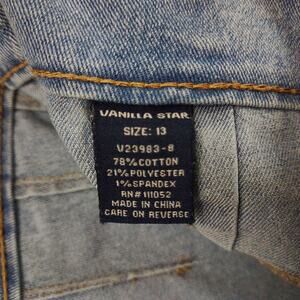 VANILLA STAR
SIZE: 13
V23983-8
78%COTTON
21%POLYESTER
1%SPANDEX
RN#111052
MADE IN CHINA
CARE ON REVERSE